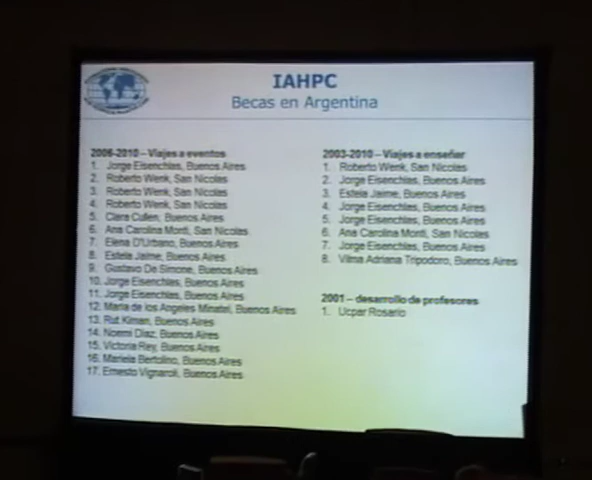 IAHPC
Becas en Argentina
2006-2010 – Viajes a eventos
1. Jorge Eisenchlas, Buenos Aires
2. Roberto Wenk, San Nicolas
3. Roberto Wenk, San Nicolas
4. Roberto Wenk, San Nicolas
5. Clara Cullen, Buenos Aires
6. Ana Carolina Monti, San Nicolas
7. Elena D'Urbano, Buenos Aires
8. Estela Jaime, Buenos Aires
9. Gustavo De Simone, Buenos Aires
10. Jorge Eisenchlas, Buenos Aires
11. Jorge Eisenchlas, Buenos Aires
12. Maria de los Angeles Minatel, Buenos Aires
13. Rut Kiman, Buenos Aires
14. Noemi Diaz, Buenos Aires
15. Victoria Rey, Buenos Aires
16. Mariela Bertolino, Buenos Aires
17. Ernesto Vignaroli, Buenos Aires
2003-2010 – Viajes a enseñar
1. Roberto Wenk, San Nicolas
2. Jorge Eisenchlas, Buenos Aires
3. Estela Jaime, Buenos Aires
4. Jorge Eisenchlas, Buenos Aires
5. Jorge Eisenchlas, Buenos Aires
6. Ana Carolina Monti, San Nicolas
7. Jorge Eisenchlas, Buenos Aires
8. Vilma Adriana Tripodoro, Buenos Aires
2001 – desarrollo de profesores
1. Ucpar Rosario